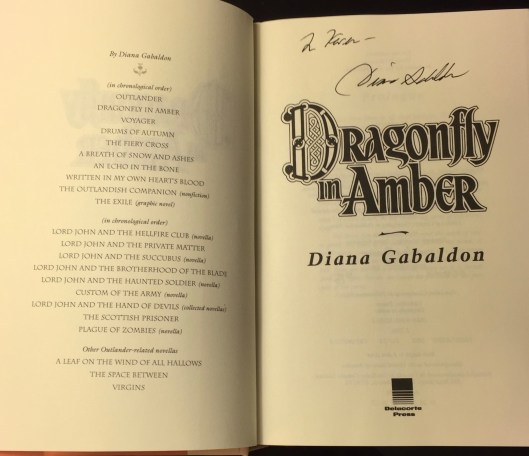 By Diana Gabaldon
(in chronological order)
OUTLANDER
DRAGONFLY IN AMBER
VOYAGER
DRUMS OF AUTUMN
THE FIERY CROSS
A BREATH OF SNOW AND ASHES
AN ECHO IN THE BONE
WRITTEN IN MY OWN HEART'S BLOOD
THE OUTLANDISH COMPANION (nonfiction)
THE EXILE (graphic novel)
(in chronological order)
LORD JOHN AND THE HELLFIRE CLUB (novella)
LORD JOHN AND THE PRIVATE MATTER
LORD JOHN AND THE SUCCUBUS (novella)
LORD JOHN AND THE BROTHERHOOD OF THE BLADE
LORD JOHN AND THE HAUNTED SOLDIER (novella)
CUSTOM OF THE ARMY (novella)
LORD JOHN AND THE HAND OF DEVILS (collected novellas)
THE SCOTTISH PRISONER
PLAGUE OF ZOMBIES (novella)
Other Outlander-related novellas
A LEAF ON THE WIND OF ALL HALLOWS
THE SPACE BETWEEN
VIRGINS
Diana Gabaldon
Dragonfly
in Amber
Diana Gabaldon
Delacorte
Press